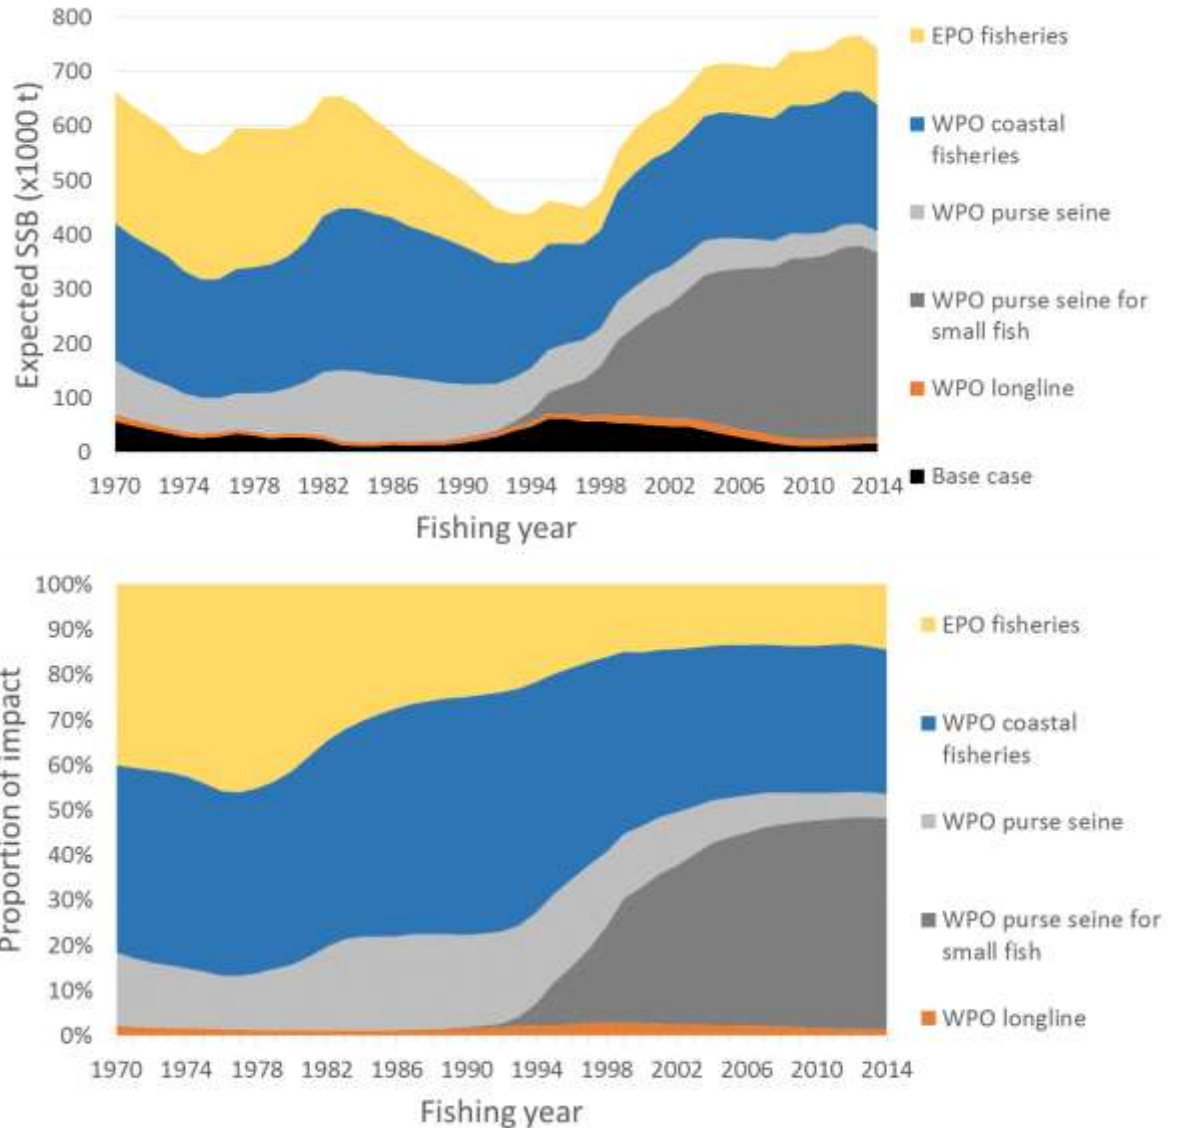 800
700
600
500
400
300
200
100
0
Expected SSB (x1000 t)
1970 1974 1978 1982 1986 1990 1994 1998 2002 2006 2010 2014
Fishing year
EPO fisheries
WPO coastal
fisheries
WPO purse seine
WPO purse seine for
small fish
WPO longline
Base case
100%
90%
80%
70%
60%
50%
40%
30%
20%
10%
0%
Proportion of impact
1970 1974 1978 1982 1986 1990 1994 1998 2002 2006 2010 2014
Fishing year
EPO fisheries
WPO coastal
fisheries
WPO purse seine
WPO purse seine for
small fish
WPO longline